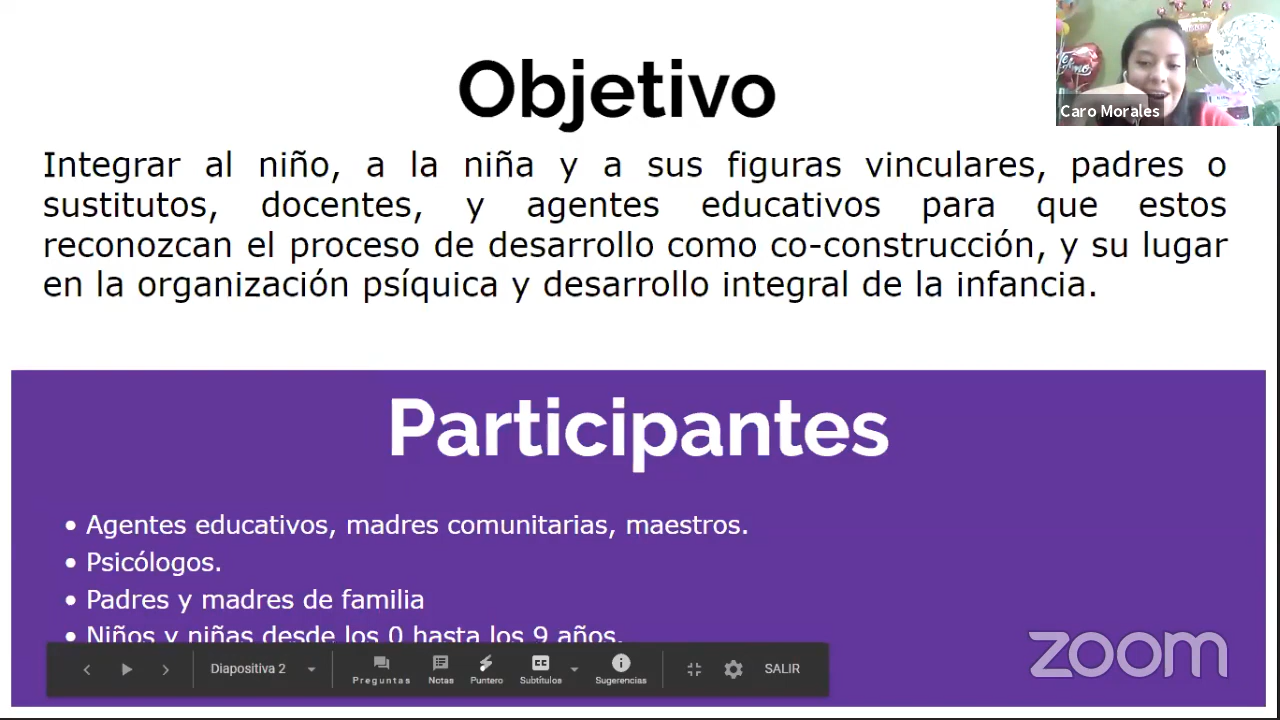 Objetivo
Caro Morales
Integrar al niño, a la niña y a sus figuras vinculares, padres o
sustitutos, docentes, y agentes educativos para que estos
reconozcan el proceso de desarrollo como co-construcción, y su lugar
en la organización psíquica y desarrollo integral de la infancia.
Participantes
• Agentes educativos, madres comunitarias, maestros.
• Psicólogos.
• Padres y madres de familia
• Niños y niñas desde los 0 hasta los 9 años.
Diapositiva 2
Preguntas
Notas
Puntero
CC
Subtítulos
Sugerencias
SALIR
zoom